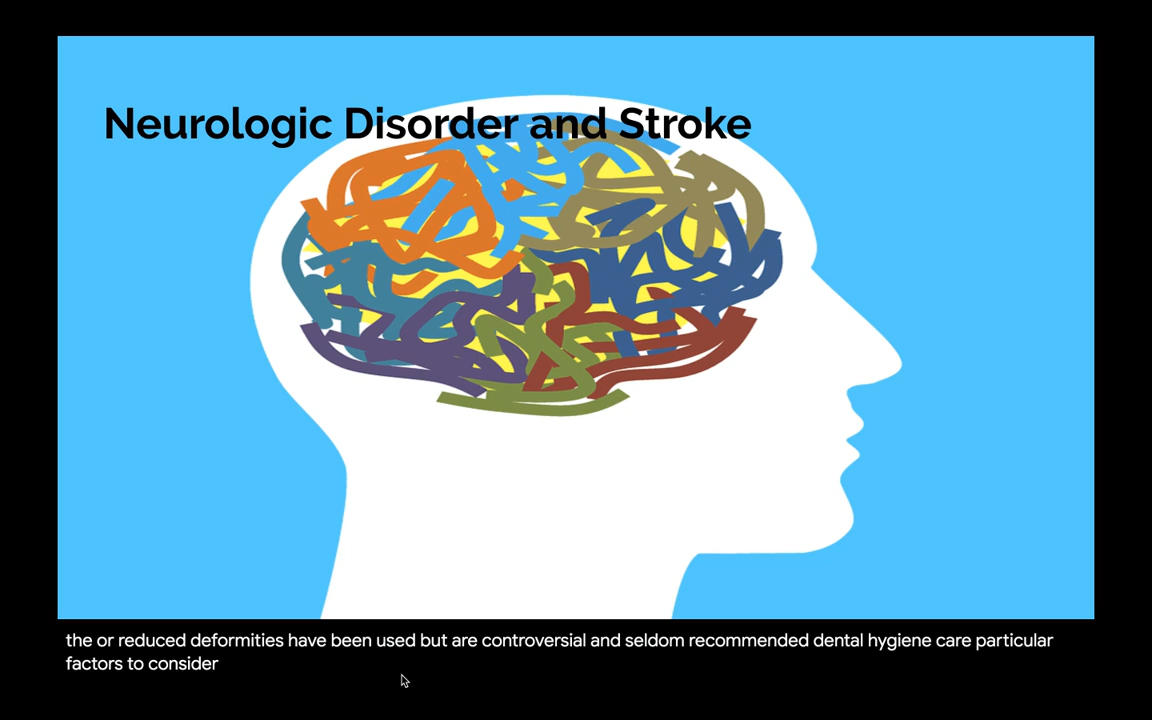 Neurologic Disorder and Stroke
the or reduced deformities have been used but are controversial and seldom recommended dental hygiene care particular
factors to consider